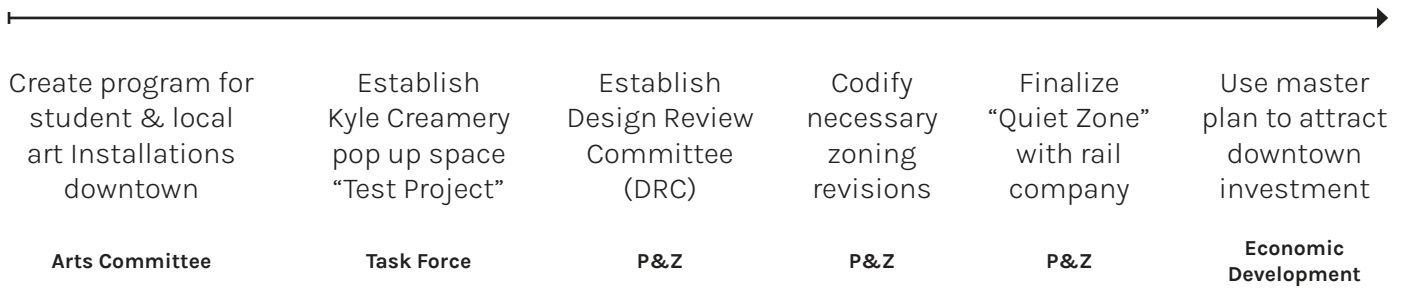 Create program for
student & local
art Installations
downtown
Arts Committee
Establish
Kyle Creamery
pop up space
“Test Project”
Task Force
Establish
Design Review
Committee
(DRC)
P&Z
Codify
necessary
zoning
revisions
P&Z
Finalize
“Quiet Zone”
with rail
company
P&Z
Use master
plan to attract
downtown
investment
Economic
Development